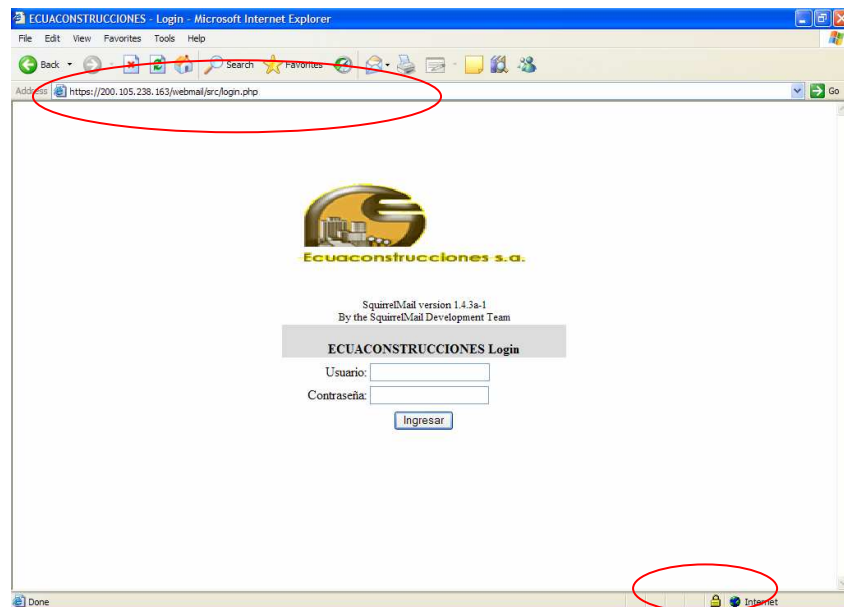 ECUACONSTRUCCIONES - Login - Microsoft Internet Explorer
File Edit View Favorites Tools Help
Back Search Favorites
Address https://200.105.238.163/webmail/src/login.php Go
Ecuaconstrucciones s.a.
SquirrelMail version 1.4.3a-1
By the SquirrelMail Development Team
ECUACONSTRUCCIONES Login
Usuario:
Contraseña:
Ingresar
Done Internet